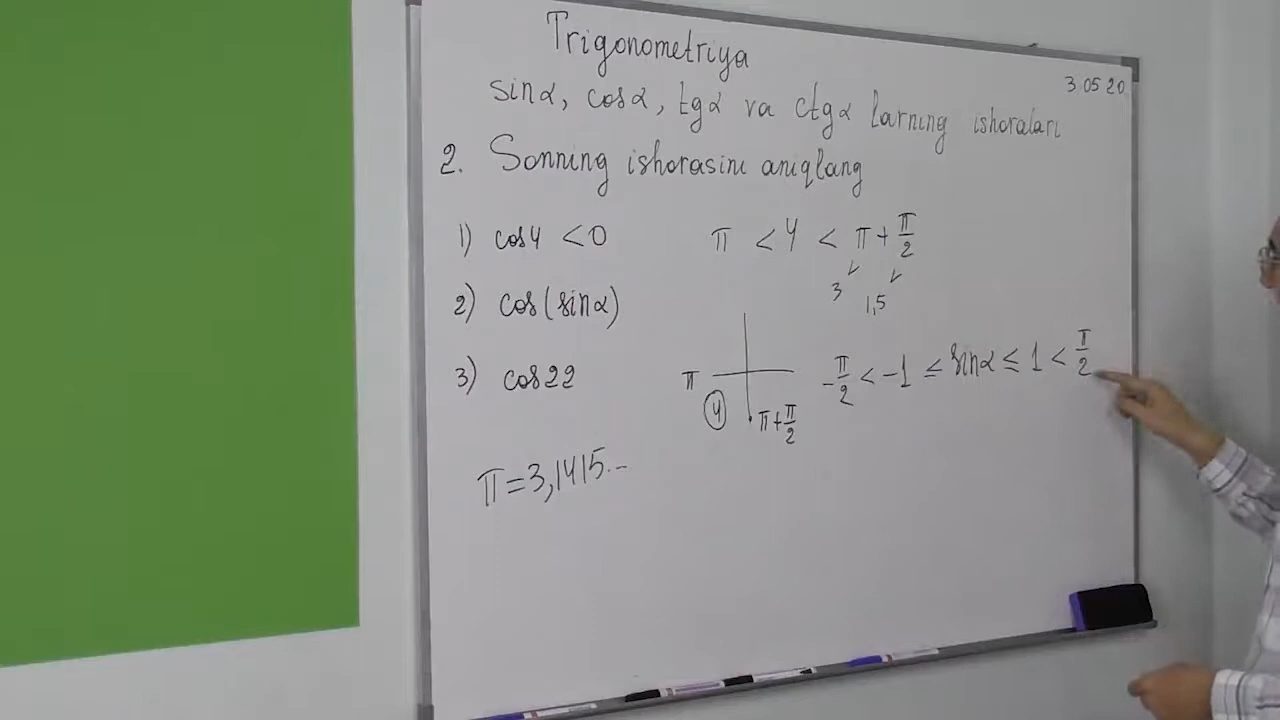 Trigonometriya
3 05 20
sinα, cosα, tgα va ctgα larning ishoralari
2. Sonning ishorasini aniqlang
1) cos4 < 0
π < 4 < π + π/2
3 1,5
2) cos(sinα)
-π/2 < -1 ≤ sinα ≤ 1 < π/2
3) cos22
π
4
π+π/2
π = 3,1415...